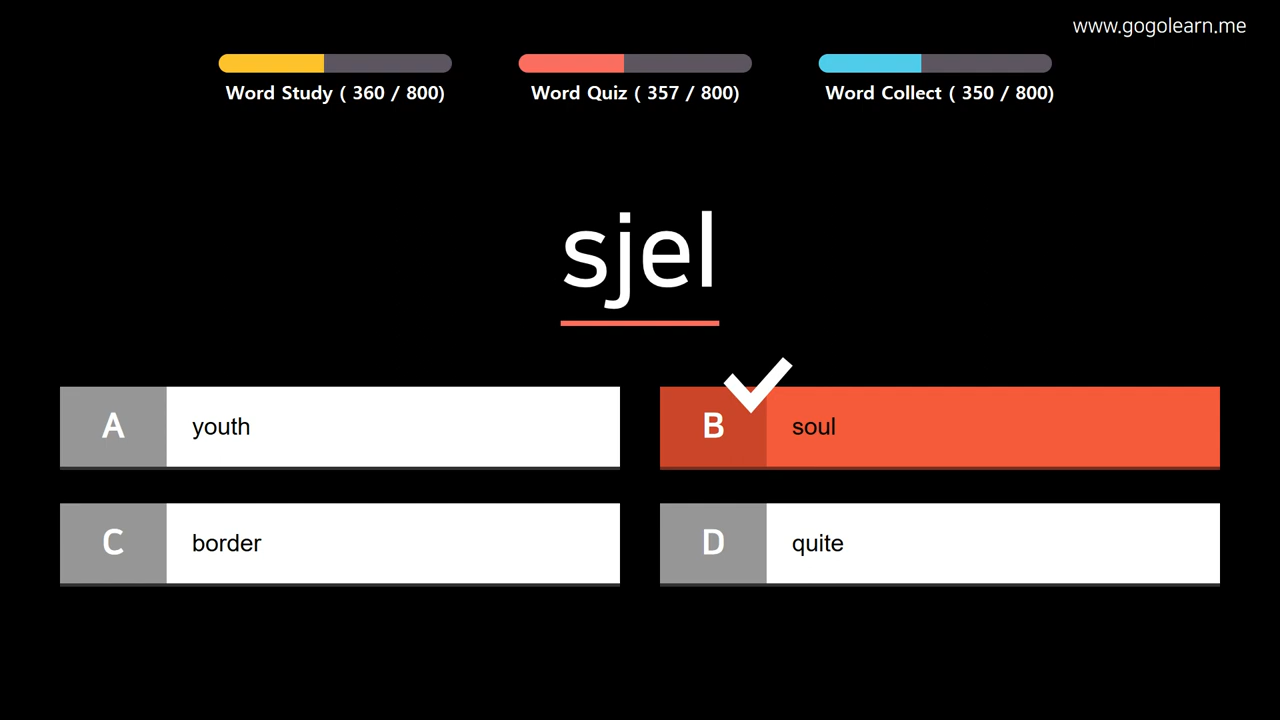 www.gogolearn.me
Word Study ( 360 / 800)
Word Quiz ( 357 / 800)
Word Collect ( 350 / 800)
sjel
A youth
B soul
C border
D quite